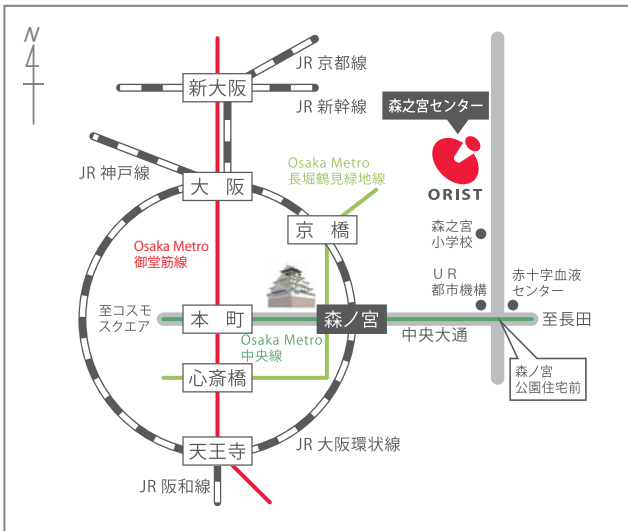 N
JR 京都線
新大阪
JR 新幹線
森之宮センター
JR 神戸線
Osaka Metro
長堀鶴見緑地線
大阪
ORIST
京橋
森之宮
小学校
Osaka Metro
御堂筋線
UR
都市機構
赤十字血液
センター
至コスモ
スクエア
本町
森ノ宮
至長田
中央大通
Osaka Metro
中央線
心斎橋
森ノ宮
公園住宅前
JR 大阪環状線
天王寺
JR 阪和線